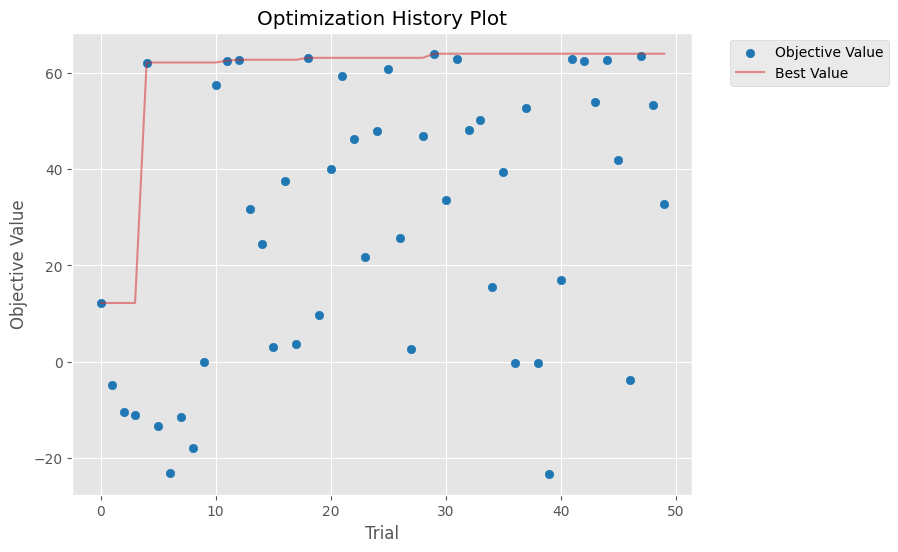 Optimization History Plot
Objective Value
Best Value
60
40
20
0
−20
Objective Value
0 10 20 30 40 50
Trial